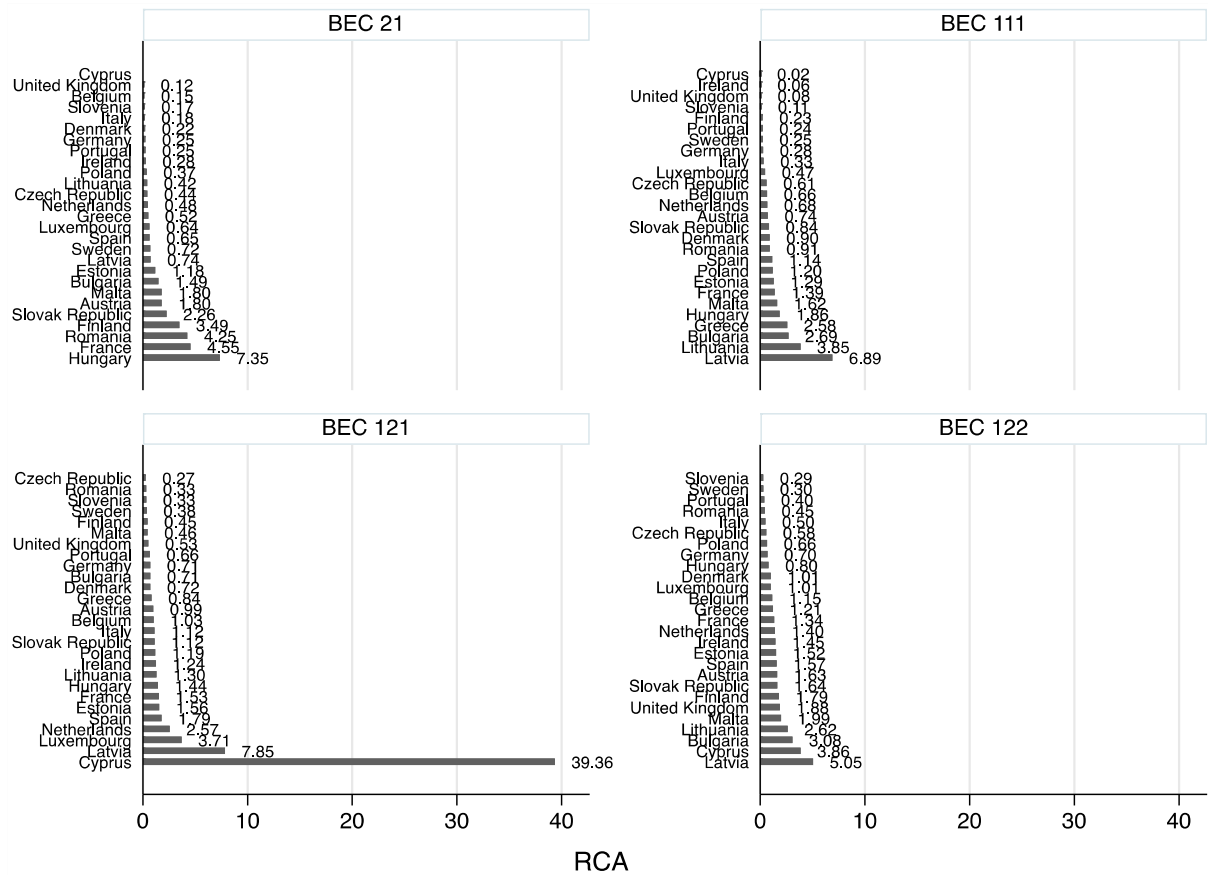 BEC 21
Cyprus
United Kingdom 0.12
Belgium 0.15
Slovenia 0.17
Italy 0.18
Denmark 0.22
Germany 0.25
Portugal 0.25
Ireland 0.28
Poland 0.37
Lithuania 0.42
Czech Republic 0.44
Netherlands 0.48
Greece 0.52
Luxembourg 0.64
Spain 0.65
Sweden 0.72
Latvia 0.74
Estonia 1.18
Bulgaria 1.49
Malta 1.80
Austria 1.80
Slovak Republic 2.26
Finland 3.49
Romania 4.25
France 4.55
Hungary 7.35
BEC 111
Cyprus 0.02
Ireland 0.06
United Kingdom 0.08
Slovenia 0.11
Finland 0.23
Portugal 0.24
Sweden 0.25
Germany 0.28
Italy 0.33
Luxembourg 0.47
Czech Republic 0.61
Belgium 0.66
Netherlands 0.68
Austria 0.74
Slovak Republic 0.84
Denmark 0.90
Romania 0.91
Spain 1.14
Poland 1.20
Estonia 1.29
France 1.39
Malta 1.62
Hungary 1.86
Greece 2.58
Bulgaria 2.69
Lithuania 3.85
Latvia 6.89
BEC 121
Czech Republic 0.27
Romania 0.33
Slovenia 0.33
Sweden 0.38
Finland 0.45
Malta 0.46
United Kingdom 0.53
Portugal 0.66
Germany 0.71
Bulgaria 0.71
Denmark 0.72
Greece 0.84
Austria 0.99
Belgium 1.03
Italy 1.12
Slovak Republic 1.12
Poland 1.19
Ireland 1.24
Lithuania 1.30
Hungary 1.44
France 1.53
Estonia 1.56
Spain 1.79
Netherlands 2.57
Luxembourg 3.71
Latvia 7.85
Cyprus 39.36
0 10 20 30 40
BEC 122
Slovenia 0.29
Sweden 0.30
Portugal 0.40
Romania 0.45
Italy 0.50
Czech Republic 0.58
Poland 0.66
Germany 0.70
Hungary 0.80
Denmark 1.01
Luxembourg 1.01
Belgium 1.15
Greece 1.21
France 1.34
Netherlands 1.40
Ireland 1.45
Estonia 1.52
Spain 1.57
Austria 1.63
Slovak Republic 1.64
Finland 1.79
United Kingdom 1.88
Malta 1.99
Lithuania 2.62
Bulgaria 3.08
Cyprus 3.86
Latvia 5.05
0 10 20 30 40
RCA